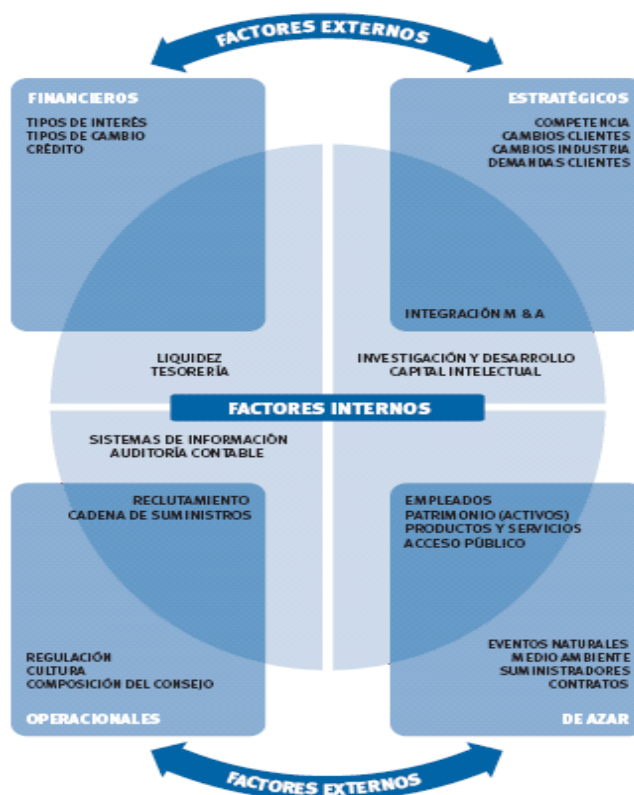 FACTORES EXTERNOS
FINANCIEROS
TIPOS DE INTERÉS
TIPOS DE CAMBIO
CRÉDITO
ESTRATÉGICOS
COMPETENCIA
CAMBIOS CLIENTES
CAMBIOS INDUSTRIA
DEMANDAS CLIENTES
INTEGRACIÓN M & A
LIQUIDEZ
TESORERÍA
INVESTIGACIÓN Y DESARROLLO
CAPITAL INTELECTUAL
FACTORES INTERNOS
SISTEMAS DE INFORMACIÓN
AUDITORÍA CONTABLE
RECLUTAMIENTO
CADENA DE SUMINISTROS
EMPLEADOS
PATRIMONIO (ACTIVOS)
PRODUCTOS Y SERVICIOS
ACCESO PÚBLICO
REGULACIÓN
CULTURA
COMPOSICIÓN DEL CONSEJO
OPERACIONALES
EVENTOS NATURALES
MEDIO AMBIENTE
SUMINISTRADORES
CONTRATOS
DE AZAR
FACTORES EXTERNOS